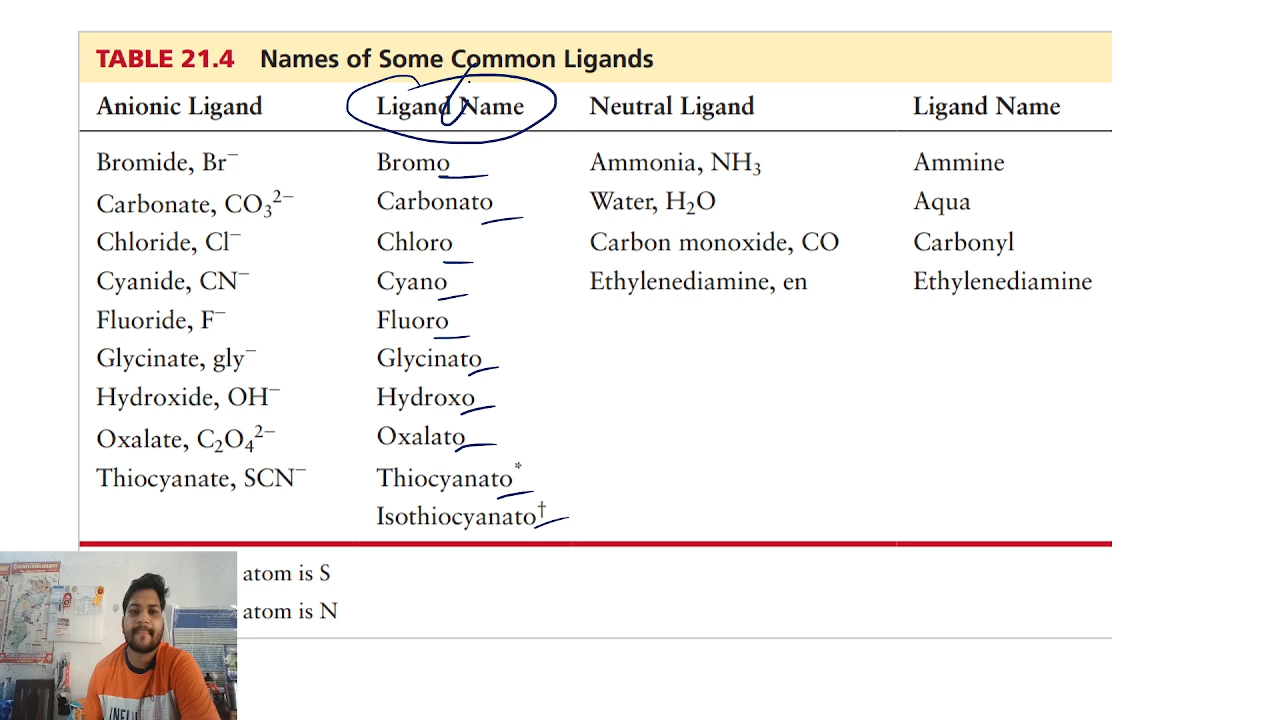 TABLE 21.4 Names of Some Common Ligands
Anionic Ligand Ligand Name Neutral Ligand Ligand Name
Bromide, Br⁻ Bromo Ammonia, NH₃ Ammine
Carbonate, CO₃²⁻ Carbonato Water, H₂O Aqua
Chloride, Cl⁻ Chloro Carbon monoxide, CO Carbonyl
Cyanide, CN⁻ Cyano Ethylenediamine, en Ethylenediamine
Fluoride, F⁻ Fluoro
Glycinate, gly⁻ Glycinato
Hydroxide, OH⁻ Hydroxo
Oxalate, C₂O₄²⁻ Oxalato
Thiocyanate, SCN⁻ Thiocyanato*
Isothiocyanato†
atom is S
atom is N